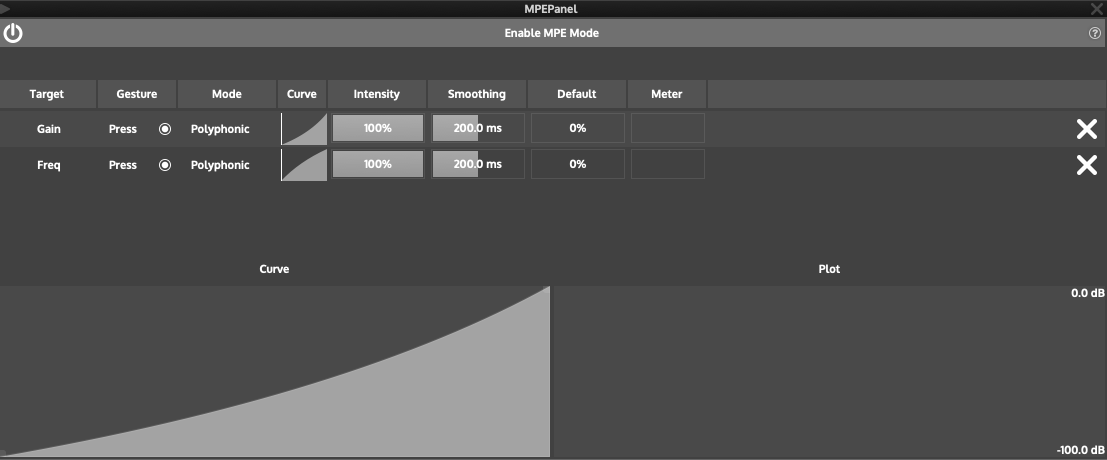 MPEPanel
Enable MPE Mode
?
Target Gesture Mode Curve Intensity Smoothing Default Meter
Gain Press Polyphonic 100% 200.0 ms 0%
Freq Press Polyphonic 100% 200.0 ms 0%
Curve Plot
0.0 dB
-100.0 dB